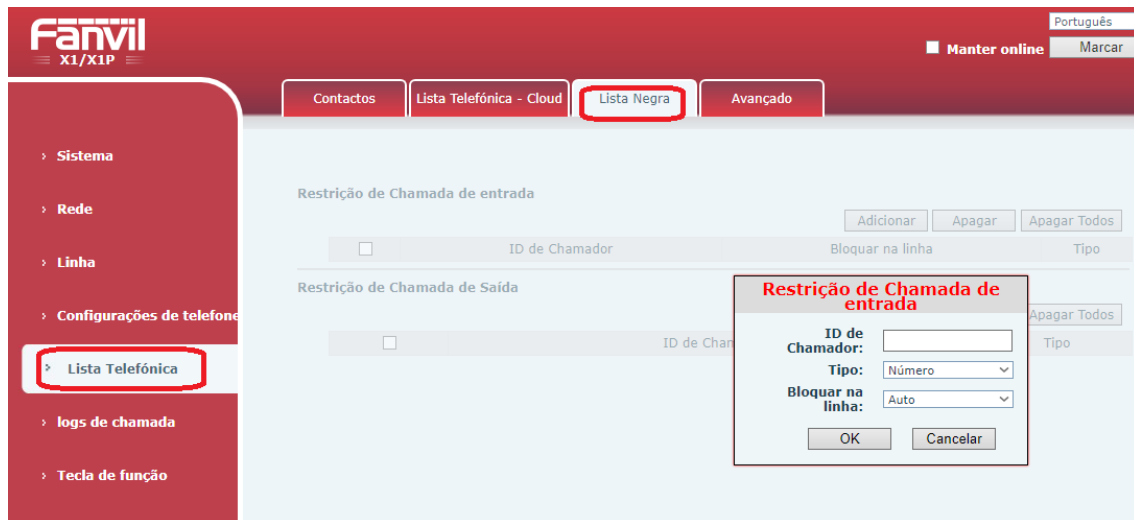 Fanvil
X1/X1P
Português
Manter online
Marcar
Contactos
Lista Telefónica - Cloud
Lista Negra
Avançado
› Sistema
› Rede
› Linha
› Configurações de telefone
› Lista Telefónica
› logs de chamada
› Tecla de função
Restrição de Chamada de entrada
Adicionar
Apagar
Apagar Todos
ID de Chamador
Bloquar na linha
Tipo
Restrição de Chamada de Saída
Apagar Todos
ID de Cham
Tipo
Restrição de Chamada de
entrada
ID de
Chamador:
Tipo:
Número
Bloquar na
linha:
Auto
OK
Cancelar